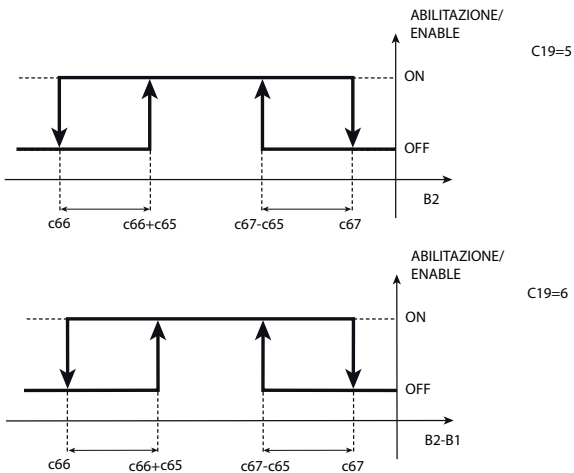 ABILITAZIONE/
ENABLE
C19=5
ON
OFF
B2
c66
c66+c65
c67-c65
c67
ABILITAZIONE/
ENABLE
C19=6
ON
OFF
B2-B1
c66
c66+c65
c67-c65
c67